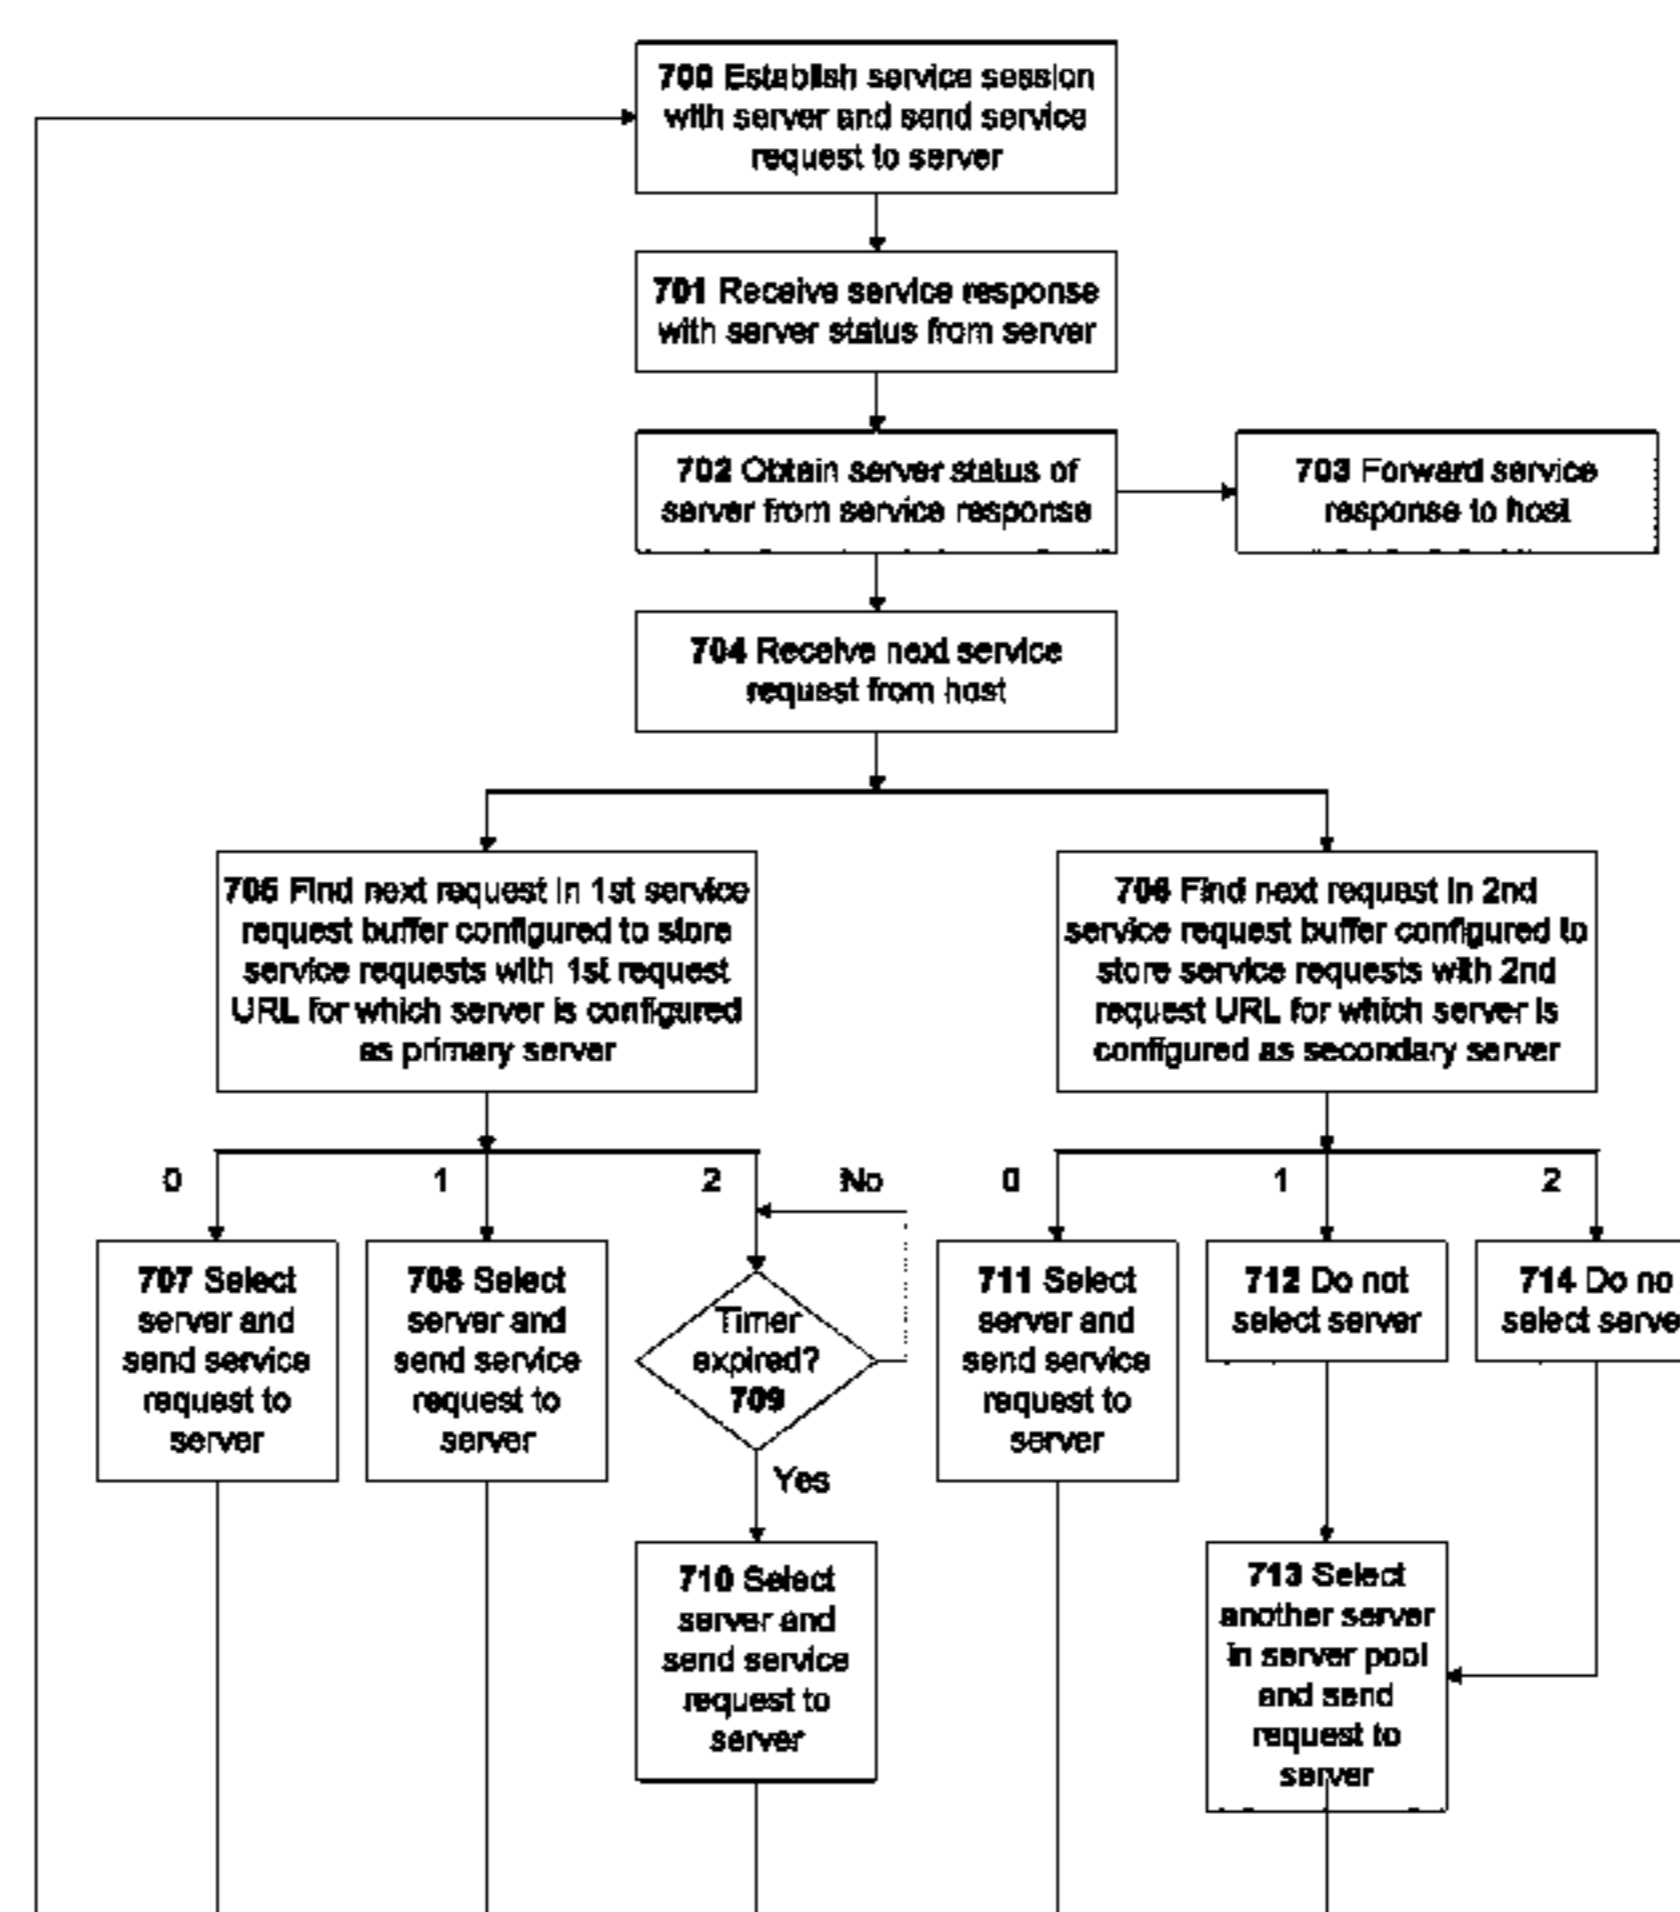 700 Establish service session
with server and send service
request to server
701 Receive service response
with server status from server
702 Obtain server status of
server from service response
703 Forward service
response to host
704 Receive next service
request from host
705 Find next request in 1st service
request buffer configured to store
service requests with 1st request
URL for which server is configured
as primary server
706 Find next request in 2nd
service request buffer configured to
store service requests with 2nd
request URL for which server is
configured as secondary server
0
1
2
No
0
1
2
707 Select
server and
send service
request to
server
708 Select
server and
send service
request to
server
Timer
expired?
709
711 Select
server and
send service
request to
server
712 Do not
select server
714 Do no
select serve
Yes
710 Select
server and
send service
request to
server
713 Select
another server
in server pool
and send
request to
server